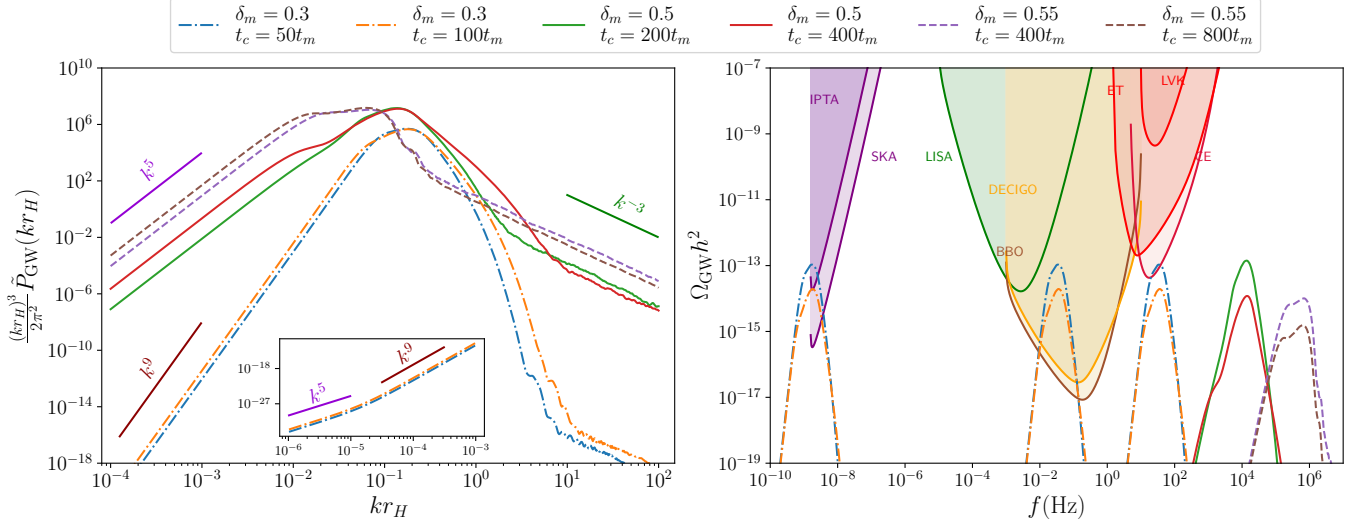 δ_m = 0.3 δ_m = 0.3 δ_m = 0.5 δ_m = 0.5 δ_m = 0.55 δ_m = 0.55
t_c = 50t_m t_c = 100t_m t_c = 200t_m t_c = 400t_m t_c = 400t_m t_c = 800t_m
10^10
10^6
10^2
10^−2
10^−6
10^−10
10^−14
10^−18
(kr_H)^3/2π^2 P̃_GW(kr_H)
k^5
k^−3
k^9
k^9
k^5
10^−18
10^−27
10^−6 10^−5 10^−4 10^−3
10^−4 10^−3 10^−2 10^−1 10^0 10^1 10^2
kr_H
10^−7
10^−9
10^−11
10^−13
10^−15
10^−17
10^−19
Ω_GW h^2
IPTA
SKA
LISA
DECIGO
BBO
ET
LVK
CE
10^−10 10^−8 10^−6 10^−4 10^−2 10^0 10^2 10^4 10^6
f(Hz)